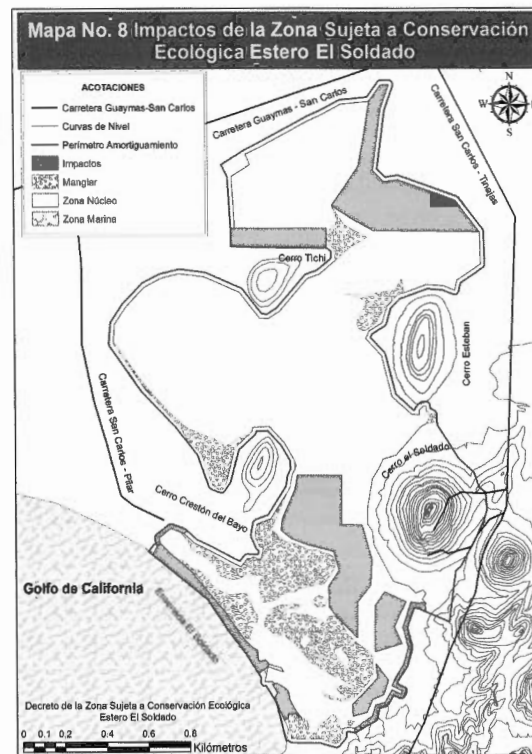 Mapa No. 8 Impactos de la Zona Sujeta a Conservación
Ecológica Estero El Soldado
ACOTACIONES
Carretera Guaymas-San Carlos
Curvas de Nivel
Perímetro Amortiguamiento
Impactos
Manglar
Zona Núcleo
Zona Marina
Carretera Guaymas - San Carlos
Carretera San Carlos - Tinajas
N
W E
S
Cerro Tichi
Cerro Esteban
Carretera San Carlos - Pilar
Cerro el Soldado
Cerro Crestón del Bayo
Golfo de California
Ensenada El Soldado
Decreto de la Zona Sujeta a Conservación Ecológica
Estero El Soldado
0 0.1 0.2 0.4 0.6 0.8
Kilómetros